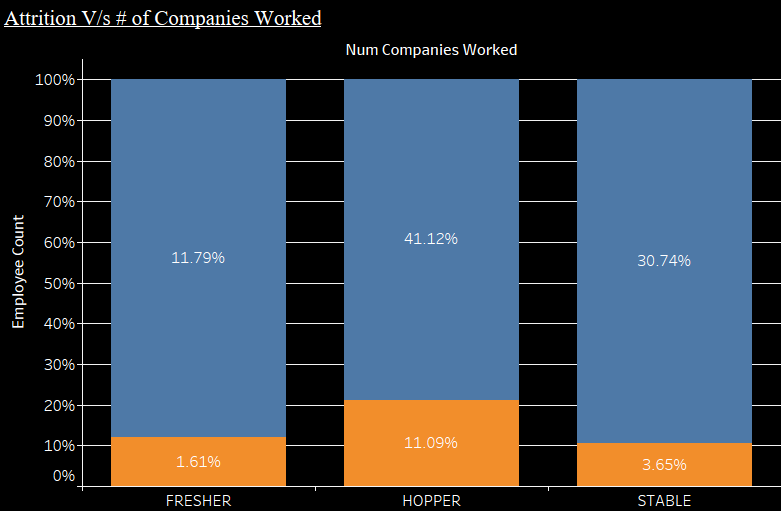 Attrition V/s # of Companies Worked
Num Companies Worked
100%
90%
80%
70%
60%
50%
40%
30%
20%
10%
0%
Employee Count
11.79%
41.12%
30.74%
1.61%
11.09%
3.65%
FRESHER
HOPPER
STABLE